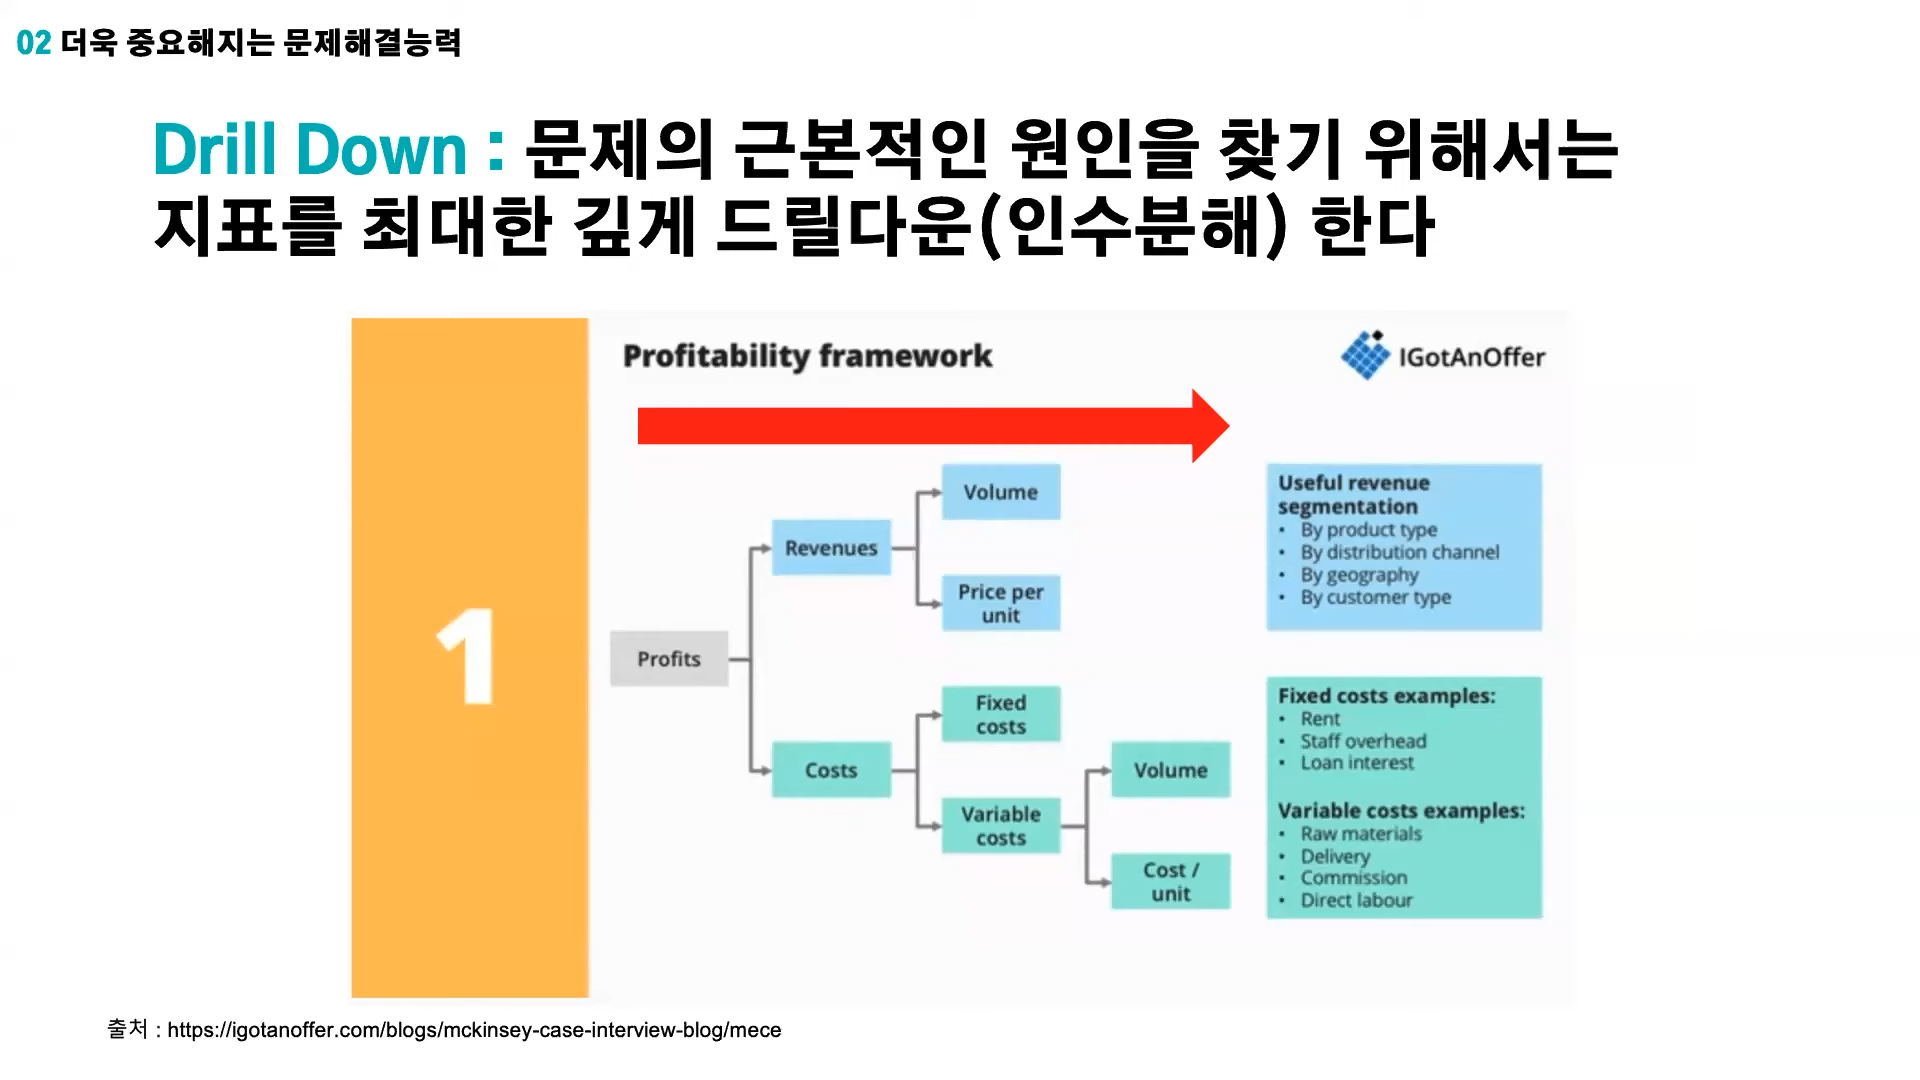 02 더욱 중요해지는 문제해결능력
Drill Down : 문제의 근본적인 원인을 찾기 위해서는
지표를 최대한 깊게 드릴다운(인수분해) 한다
1
Profitability framework
IGotAnOffer
Profits
Revenues
Volume
Price per
unit
Costs
Fixed
costs
Variable
costs
Volume
Cost /
unit
Useful revenue
segmentation
• By product type
• By distribution channel
• By geography
• By customer type
Fixed costs examples:
• Rent
• Staff overhead
• Loan interest
Variable costs examples:
• Raw materials
• Delivery
• Commission
• Direct labour
출처 : https://igotanoffer.com/blogs/mckinsey-case-interview-blog/mece